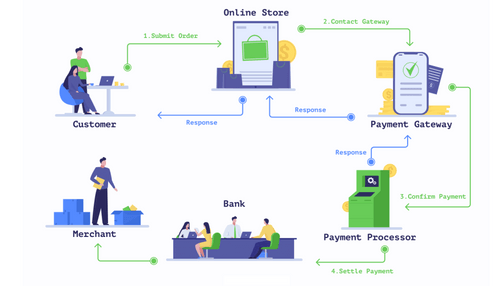 Online Store
1.Submit Order
2.Contact Gateway
Response
Response
Customer
Payment Gateway
Response
3.Confirm Payment
Bank
Merchant
Payment Processor
4.Settle Payment